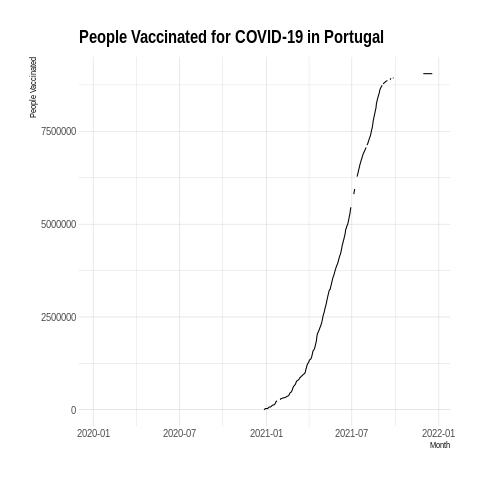 People Vaccinated for COVID-19 in Portugal
People Vaccinated
7500000
5000000
2500000
0
2020-01 2020-07 2021-01 2021-07 2022-01
Month